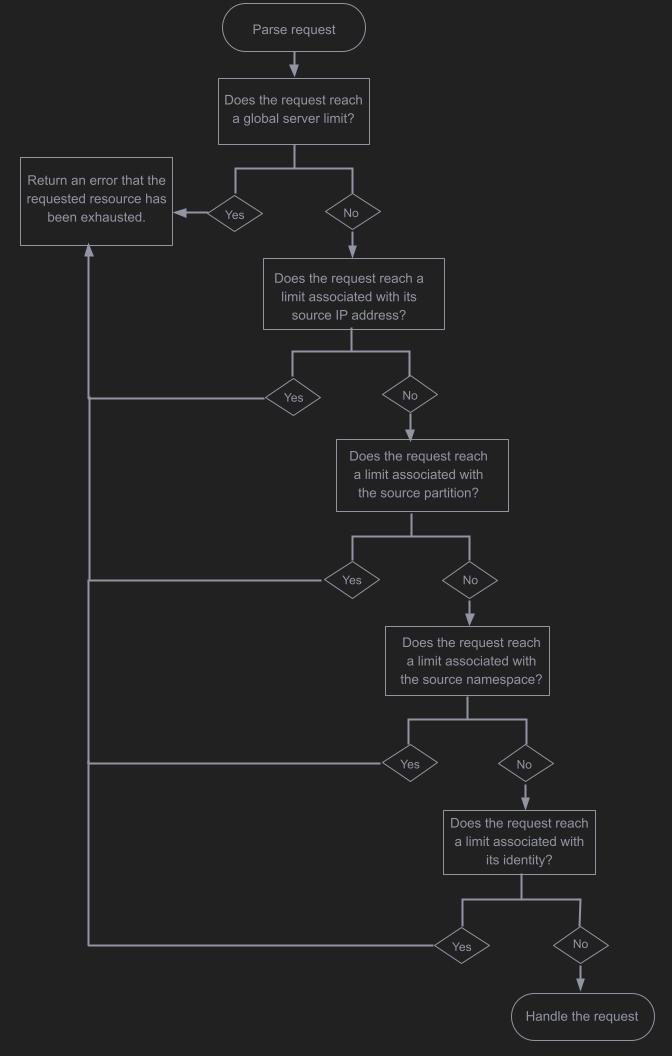 Parse request
Does the request reach
a global server limit?
Return an error that the
requested resource has
been exhausted.
Yes
No
Does the request reach a
limit associated with its
source IP address?
Yes
No
Does the request reach
a limit associated with
the source partition?
Yes
No
Does the request reach
a limit associated with
the source namespace?
Yes
No
Does the request reach
a limit associated with
its identity?
Yes
No
Handle the request